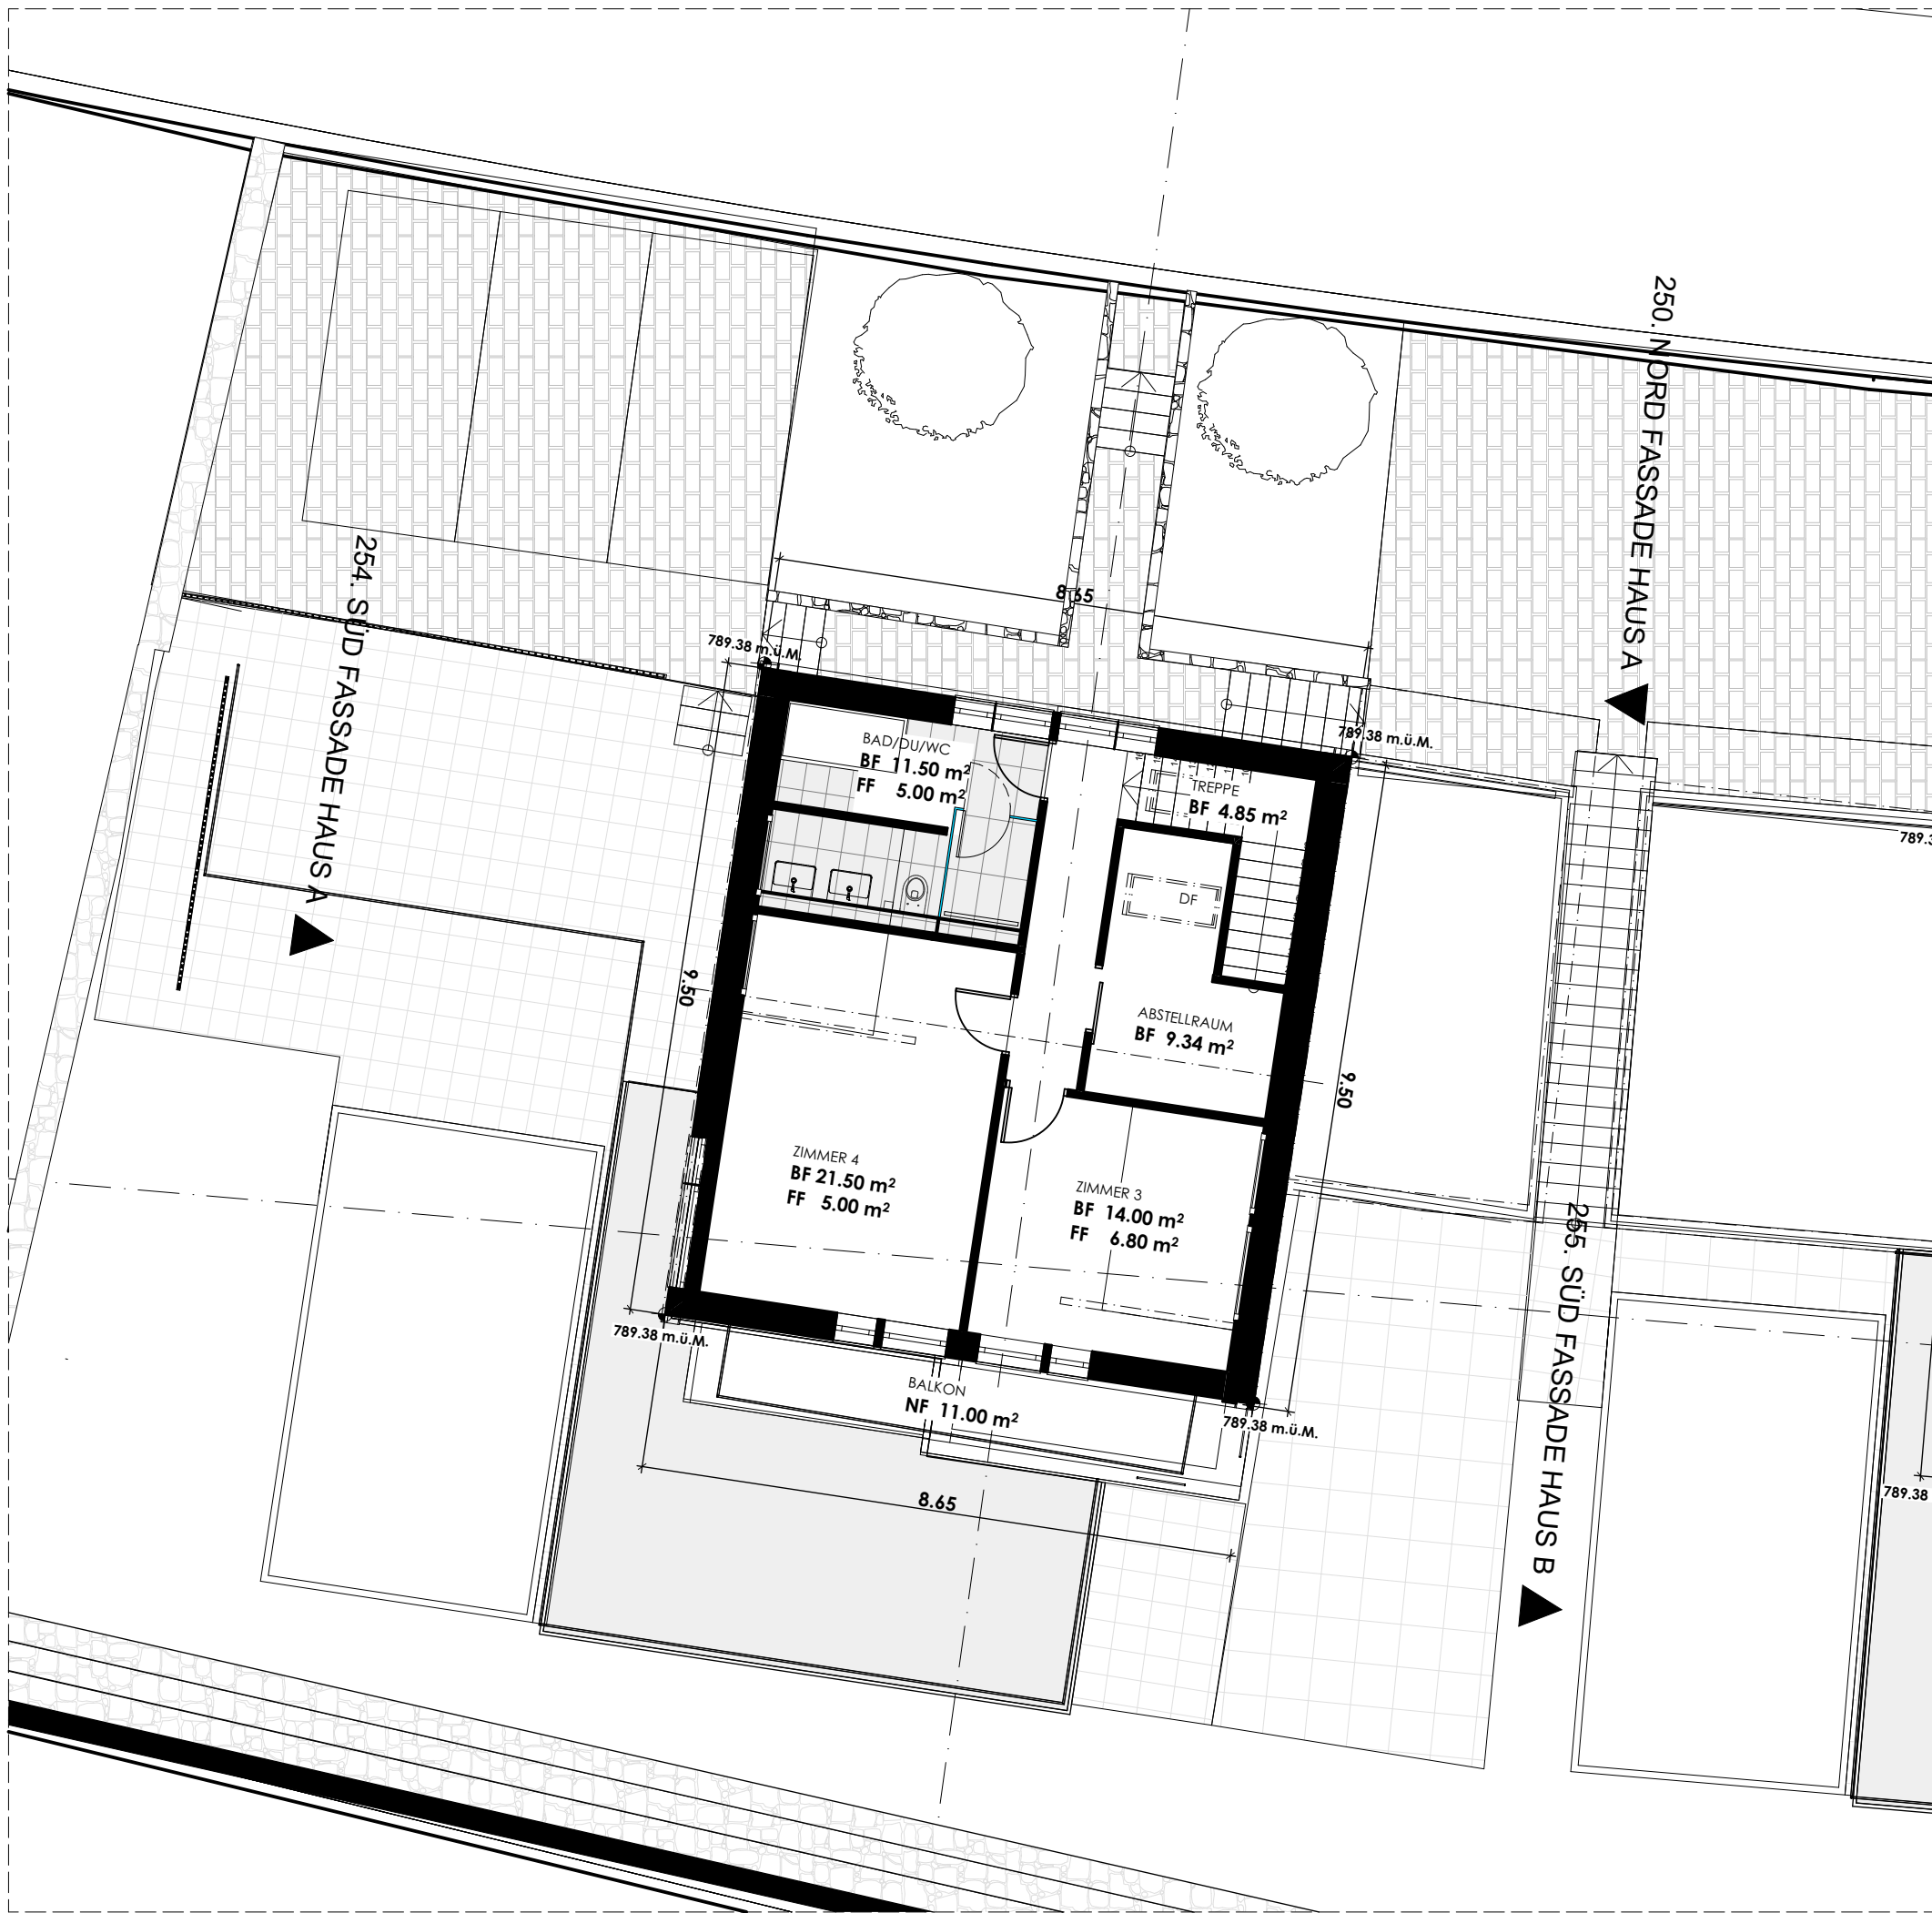 250. NORD FASSADE HAUS A
254. SÜD FASSADE HAUS A
8.65
789.38 m.ü.M.
789.38 m.ü.M.
BAD/DU/WC
BF 11.50 m²
FF 5.00 m²
TREPPE
BF 4.85 m²
DF
9.50
ABSTELLRAUM
BF 9.34 m²
9.50
ZIMMER 4
BF 21.50 m²
FF 5.00 m²
ZIMMER 3
BF 14.00 m²
FF 6.80 m²
255. SÜD FASSADE HAUS B
789.38 m.ü.M.
BALKON
NF 11.00 m²
789.38 m.ü.M.
8.65
789.38